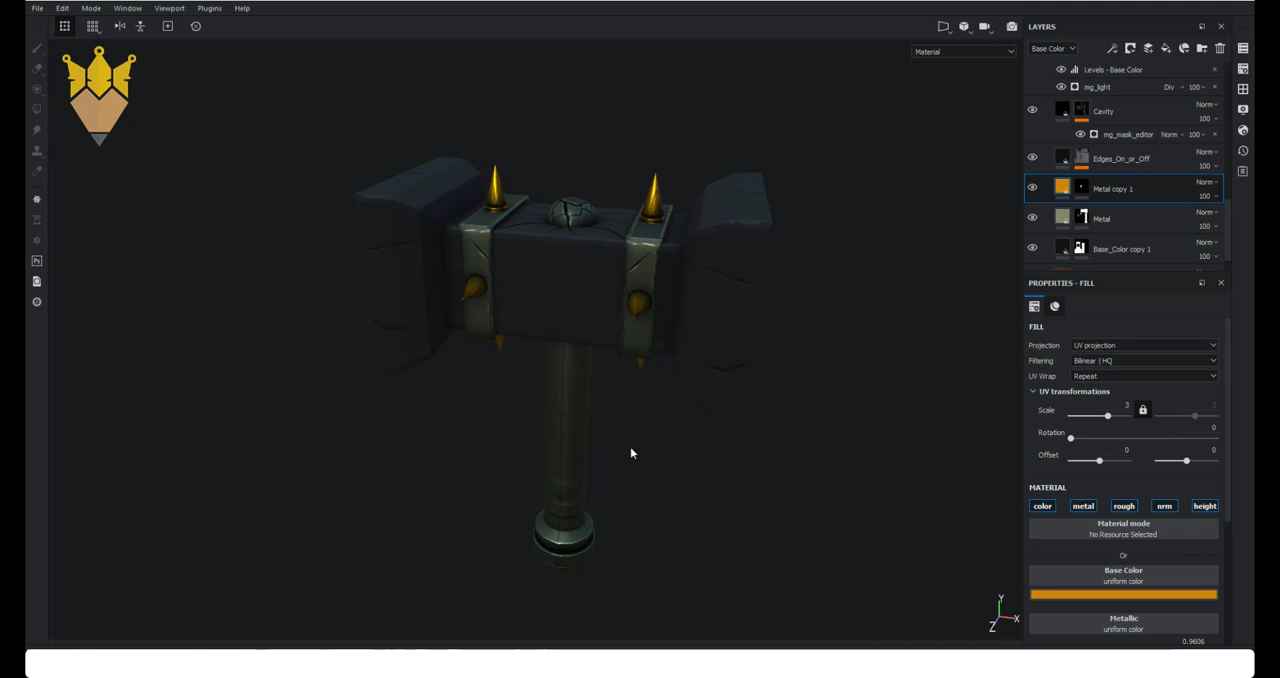 File Edit Mode Window Viewport Plugins Help
Material
LAYERS
Base Color
Levels - Base Color
mg_light Div 100
Cavity Norm 100
mg_mask_editor Norm 100
Edges_On_or_Off Norm 100
Metal copy 1 Norm 100
Metal Norm 100
Base_Color copy 1 Norm 100
PROPERTIES - FILL
FILL
Projection UV projection
Filtering Bilinear | HQ
UV Wrap Repeat
UV transformations
Scale 3 3
Rotation 0
Offset 0 0
MATERIAL
color metal rough nrm height
Material mode
No Resource Selected
Or
Base Color
uniform color
Metallic
uniform color
0.9606
Ps
Y
X
Z